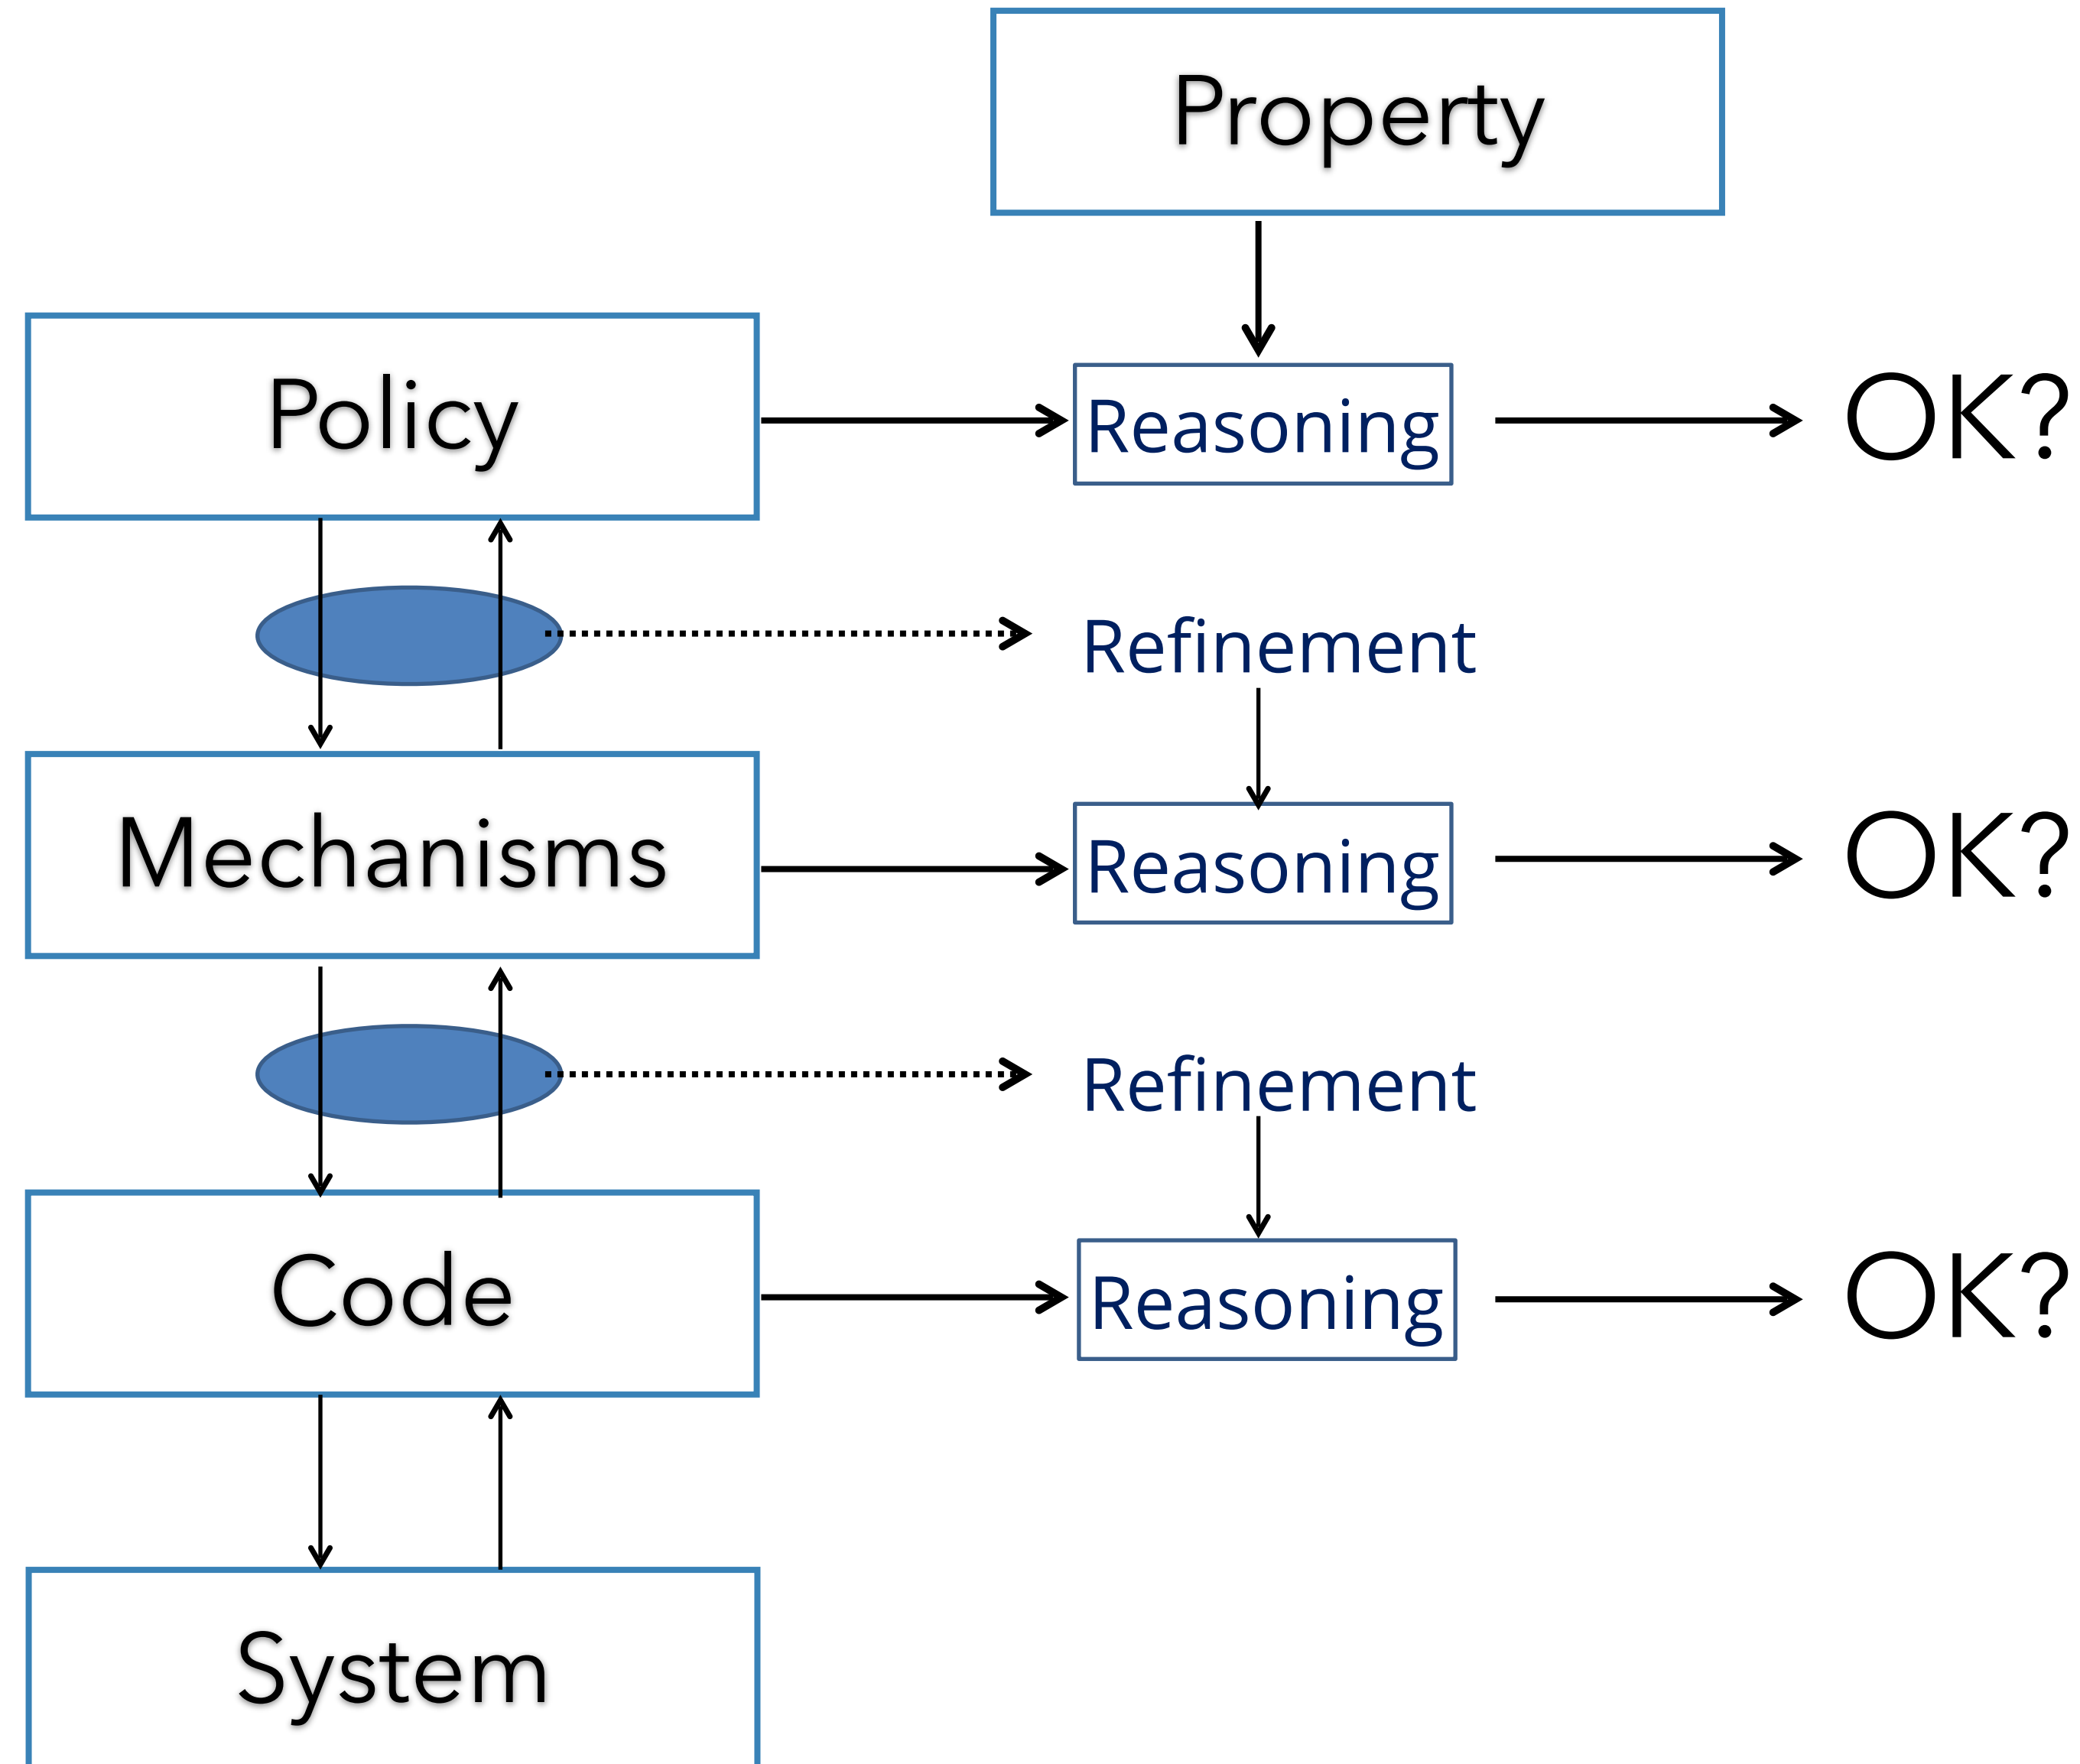 Property
Policy
Reasoning
OK?
Refinement
Mechanisms
Reasoning
OK?
Refinement
Code
Reasoning
OK?
System